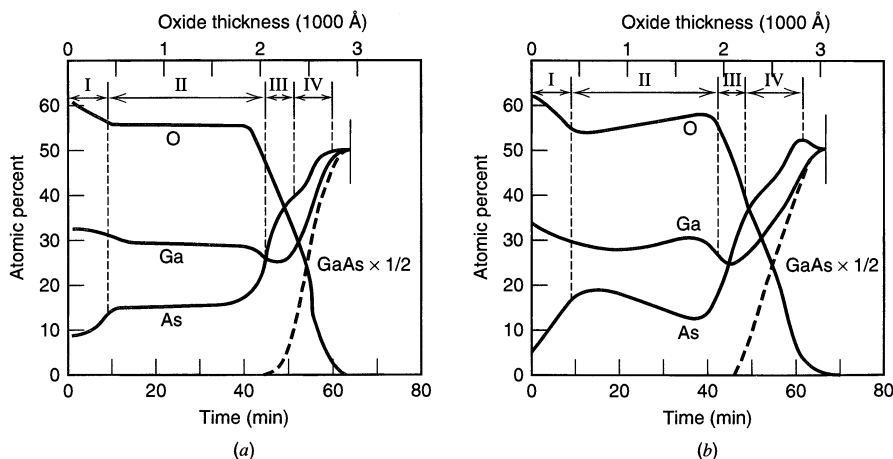 Oxide thickness (1000 Å)
0 1 2 3
I II III IV
60
50
40
30
20
10
0
Atomic percent
O
Ga
As
GaAs × 1/2
0 20 40 60 80
Time (min)
(a)
Oxide thickness (1000 Å)
0 1 2 3
I II III IV
60
50
40
30
20
10
0
Atomic percent
O
Ga
As
GaAs × 1/2
0 20 40 60 80
Time (min)
(b)